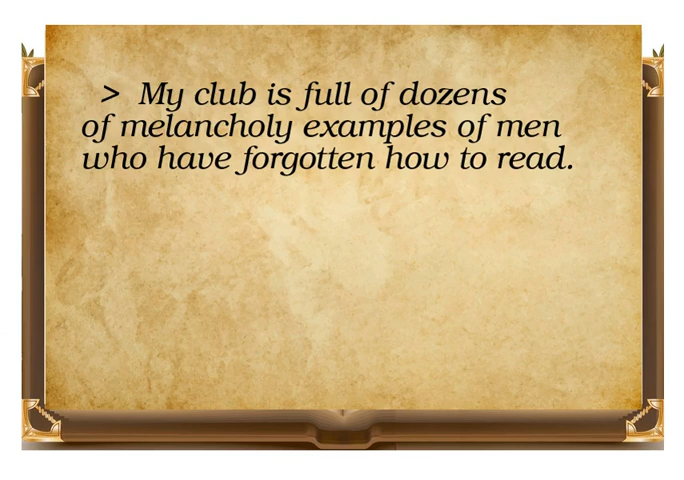 > My club is full of dozens
of melancholy examples of men
who have forgotten how to read.